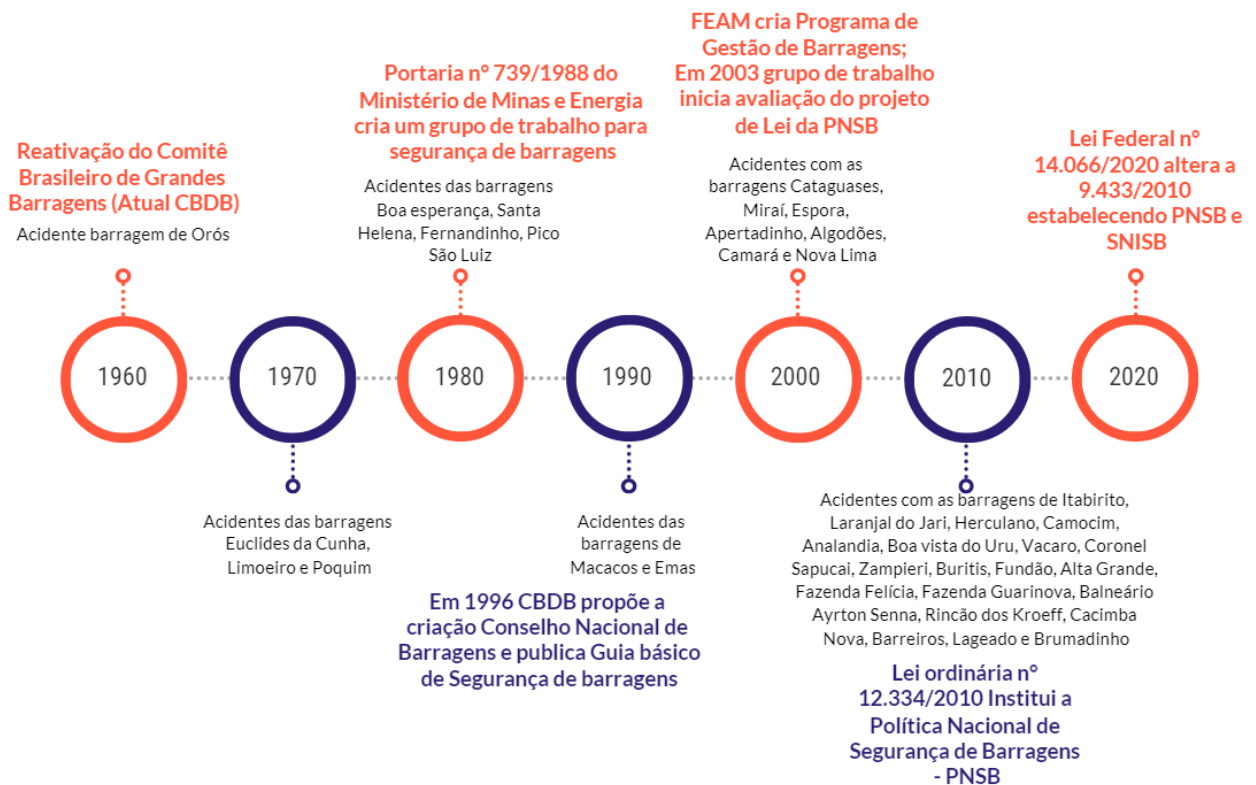 Reativação do Comitê
Brasileiro de Grandes
Barragens (Atual CBDB)
Acidente barragem de Orós
1960
1970
Acidentes das barragens
Euclides da Cunha,
Limoeiro e Poquim
Portaria n° 739/1988 do
Ministério de Minas e Energia
cria um grupo de trabalho para
segurança de barragens
Acidentes das barragens
Boa esperança, Santa
Helena, Fernandinho, Pico
São Luiz
1980
1990
Acidentes das
barragens de
Macacos e Emas
Em 1996 CBDB propõe a
criação Conselho Nacional de
Barragens e publica Guia básico
de Segurança de barragens
FEAM cria Programa de
Gestão de Barragens;
Em 2003 grupo de trabalho
inicia avaliação do projeto
de Lei da PNSB
Acidentes com as
barragens Cataguases,
Miraí, Espora,
Apertadinho, Algodões,
Camará e Nova Lima
2000
2010
Acidentes com as barragens de Itabirito,
Laranjal do Jari, Herculano, Camocim,
Analandia, Boa vista do Uru, Vacaro, Coronel
Sapucai, Zampieri, Buritis, Fundão, Alta Grande,
Fazenda Felícia, Fazenda Guarinova, Balneário
Ayrton Senna, Rincão dos Kroeff, Cacimba
Nova, Barreiros, Lageado e Brumadinho
Lei ordinária n°
12.334/2010 Institui a
Política Nacional de
Segurança de Barragens
- PNSB
Lei Federal n°
14.066/2020 altera a
9.433/2010
estabelecendo PNSB e
SNISB
2020